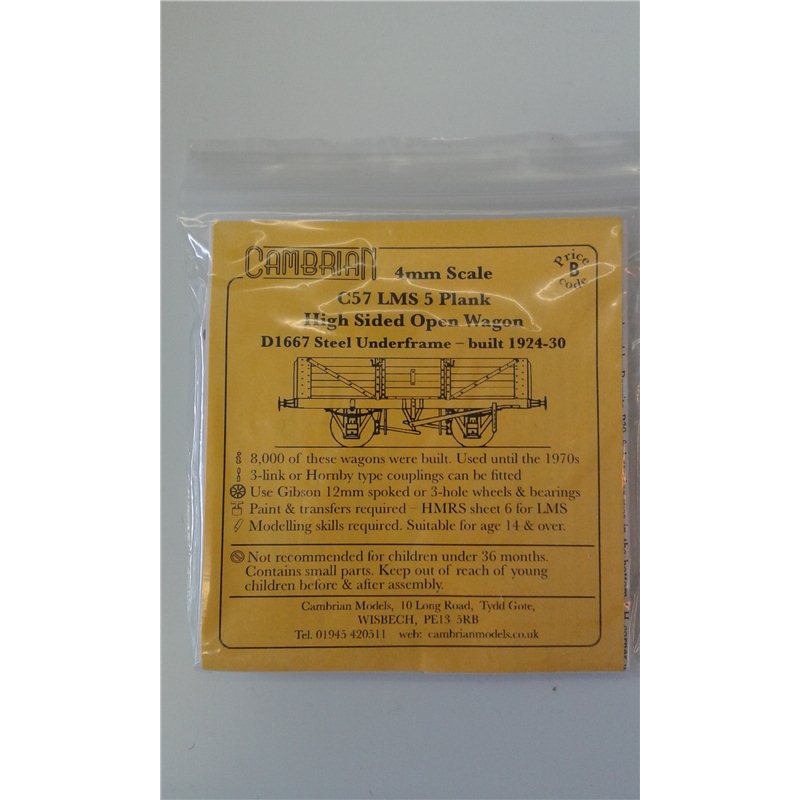 CAMBRIAN
4mm Scale
Price
B
code
C57 LMS 5 Plank
High Sided Open Wagon
D1667 Steel Underframe – built 1924-30
8,000 of these wagons were built. Used until the 1970s
3-link or Hornby type couplings can be fitted
Use Gibson 12mm spoked or 3-hole wheels & bearings
Paint & transfers required – HMRS sheet 6 for LMS
Modelling skills required. Suitable for age 14 & over.
Not recommended for children under 36 months.
Contains small parts. Keep out of reach of young
children before & after assembly.
Cambrian Models, 10 Long Road, Tydd Gote,
WISBECH, PE13 5RB
Tel. 01945 420511 web: cambrianmodels.co.uk